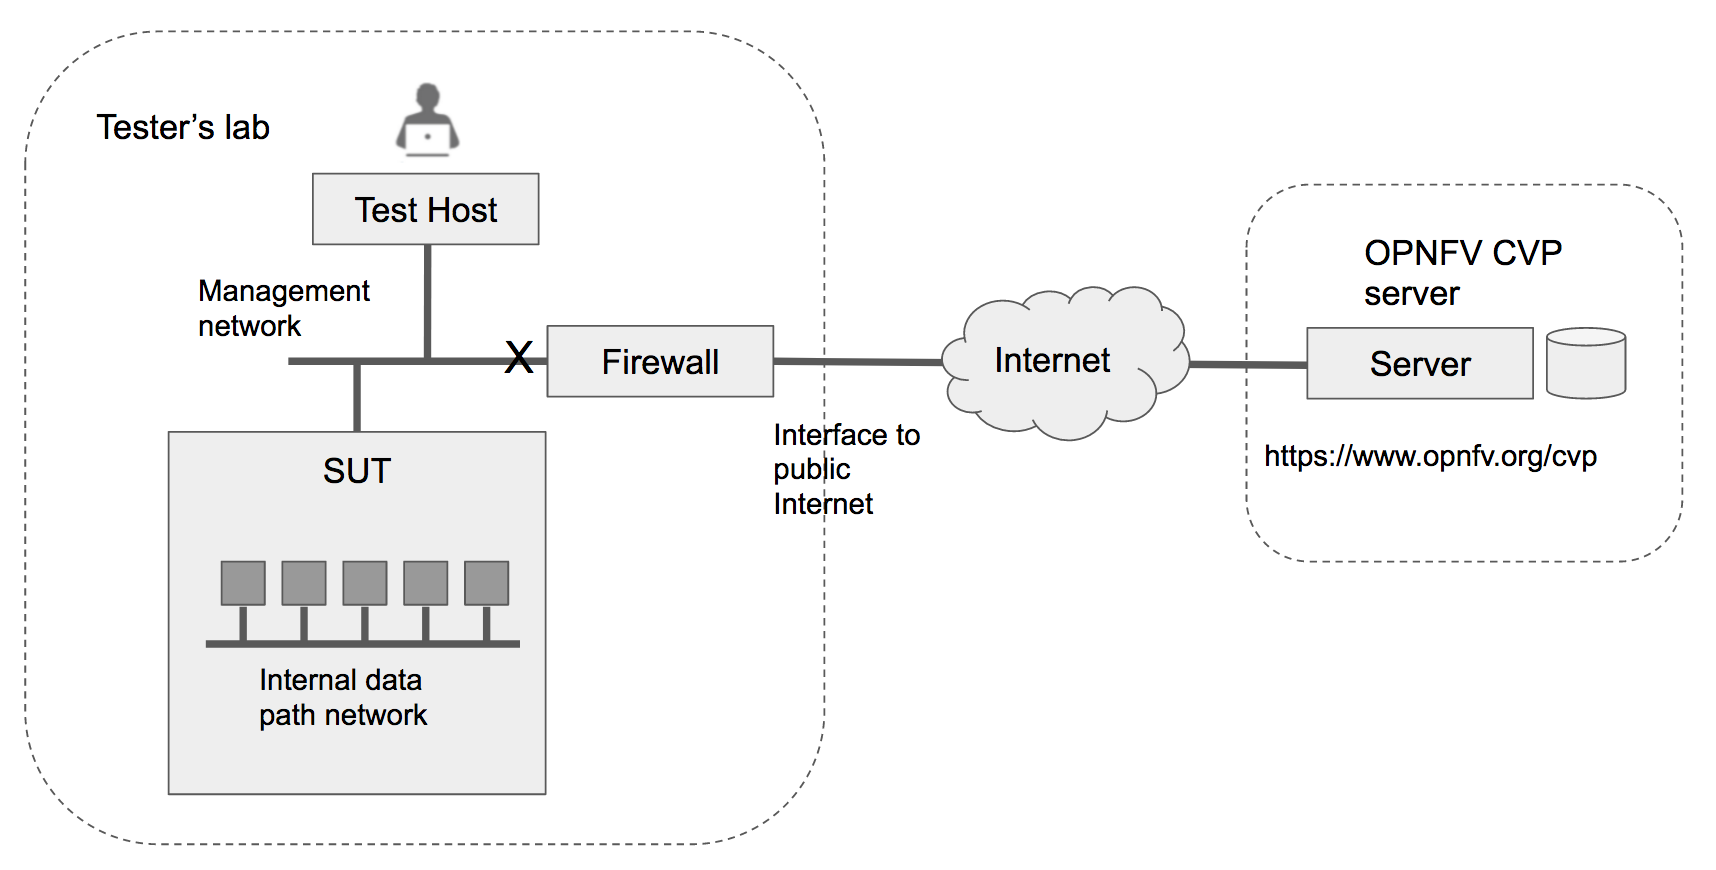 Tester’s lab
Test Host
Management
network
X
Firewall
Internet
Interface to
public
Internet
SUT
Internal data
path network
OPNFV CVP
server
Server
https://www.opnfv.org/cvp